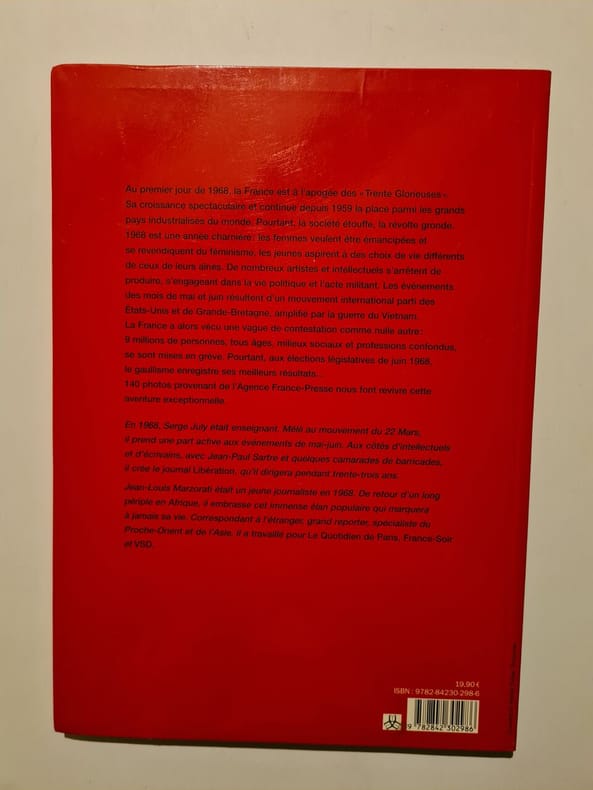 Au premier jour de 1968, la France est à l'apogée des «Trente Glorieuses».
Sa croissance spectaculaire et continue depuis 1959 la place parmi les grands
pays industrialisés du monde. Pourtant, la société étouffe, la révolte gronde.
1968 est une année charnière: les femmes veulent être émancipées et
se revendiquent du féminisme, les jeunes aspirent à des choix de vie différents
de ceux de leurs aînés. De nombreux artistes et intellectuels s'arrêtent de
produire, s'engageant dans la vie politique et l'acte militant. Les événements
des mois de mai et juin résultent d'un mouvement international parti des
États-Unis et de Grande-Bretagne, amplifié par la guerre du Vietnam.
La France a alors vécu une vague de contestation comme nulle autre:
9 millions de personnes, tous âges, milieux sociaux et professions confondus,
se sont mises en grève. Pourtant, aux élections législatives de juin 1968,
le gaullisme enregistre ses meilleurs résultats...
140 photos provenant de l'Agence France-Presse nous font revivre cette
aventure exceptionnelle.
En 1968, Serge July était enseignant. Mêlé au mouvement du 22 Mars,
il prend une part active aux événements de mai-juin. Aux côtés d'intellectuels
et d'écrivains, avec Jean-Paul Sartre et quelques camarades de barricades,
il crée le journal Libération, qu'il dirigera pendant trente-trois ans.
Jean-Louis Marzorati était un jeune journaliste en 1968. De retour d'un long
périple en Afrique, il embrasse cet immense élan populaire qui marquera
à jamais sa vie. Correspondant à l'étranger, grand reporter, spécialiste du
Proche-Orient et de l'Asie, il a travaillé pour Le Quotidien de Paris, France-Soir
et VSD.
19,90 €
ISBN : 9782-84230-298-6
9 782842 302986